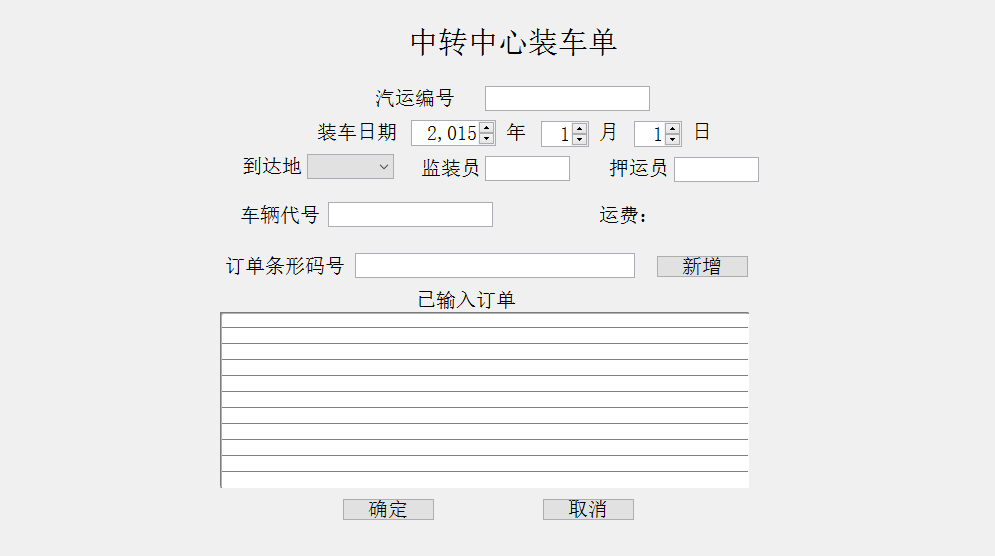 中转中心装车单
汽运编号
装车日期 2,015 年 1 月 1 日
到达地 监装员 押运员
车辆代号 运费:
订单条形码号 新增
已输入订单
确定 取消